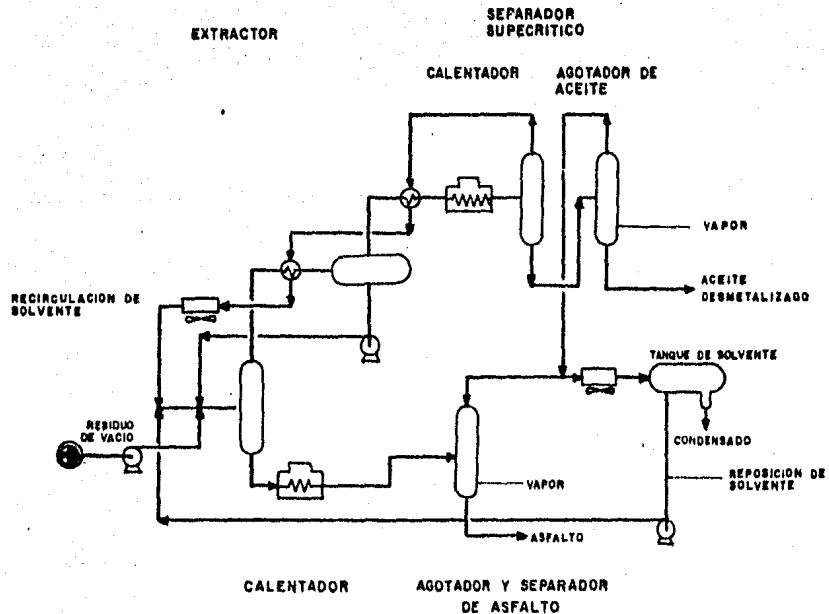 SEPARADOR
SUPECRITICO
EXTRACTOR
CALENTADOR
AGOTADOR DE
ACEITE
VAPOR
ACEITE
DESMETALIZADO
RECIRCULACION DE
SOLVENTE
TANQUE DE SOLVENTE
RESIDUO
DE VACIO
CONDENSADO
REPOSICION DE
SOLVENTE
VAPOR
ASFALTO
CALENTADOR
AGOTADOR Y SEPARADOR
DE ASFALTO